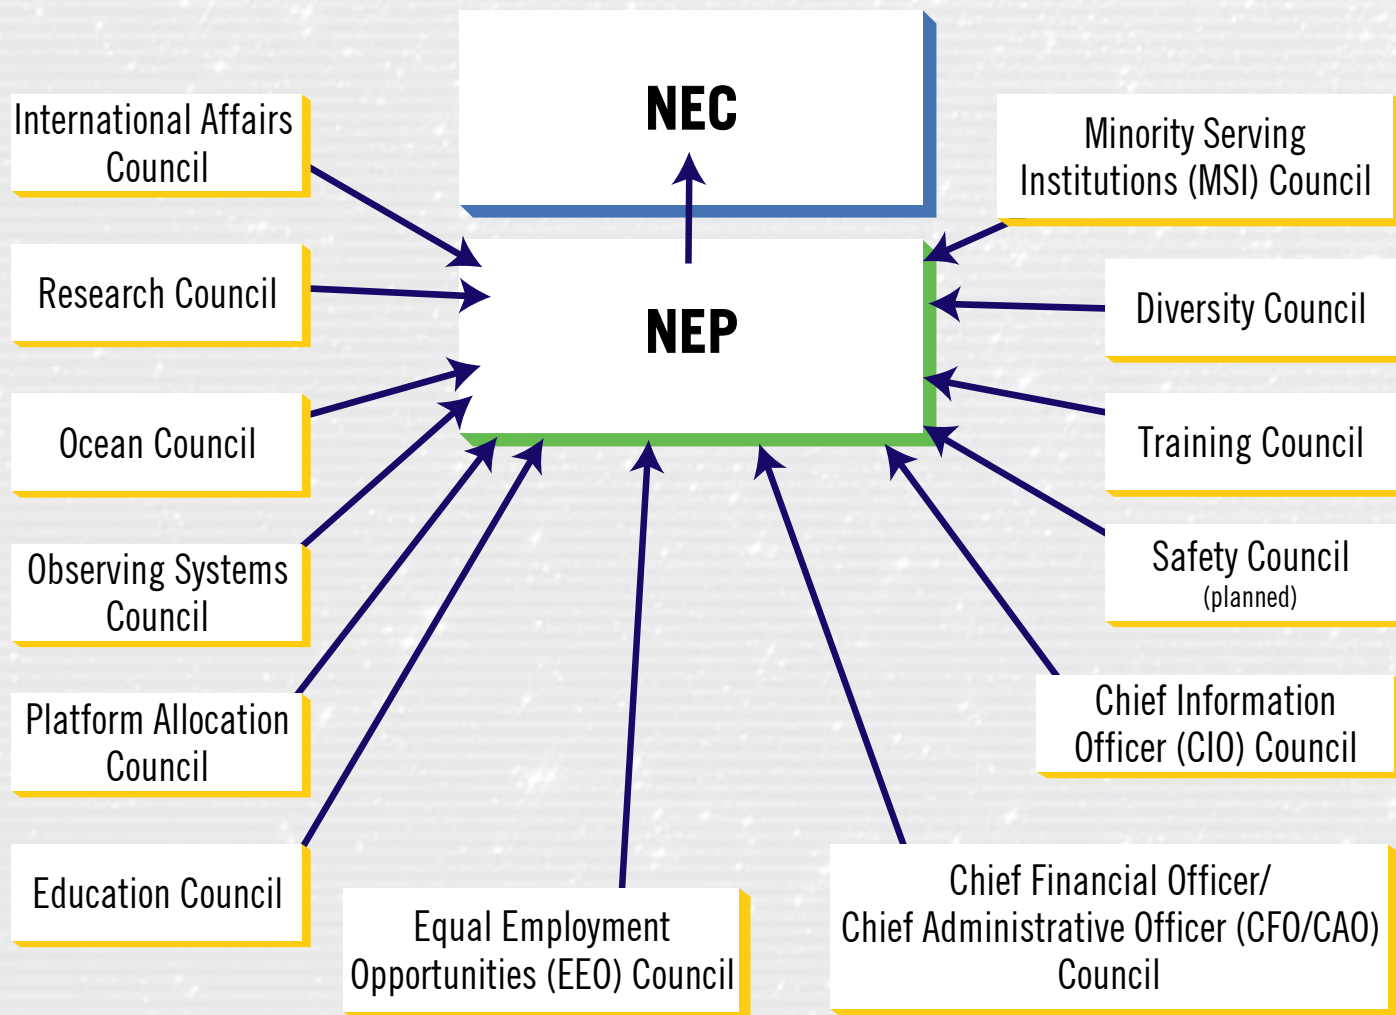 NEC
NEP
International Affairs
Council
Research Council
Ocean Council
Observing Systems
Council
Platform Allocation
Council
Education Council
Equal Employment
Opportunities (EEO) Council
Chief Financial Officer/
Chief Administrative Officer (CFO/CAO)
Council
Chief Information
Officer (CIO) Council
Safety Council
(planned)
Training Council
Diversity Council
Minority Serving
Institutions (MSI) Council